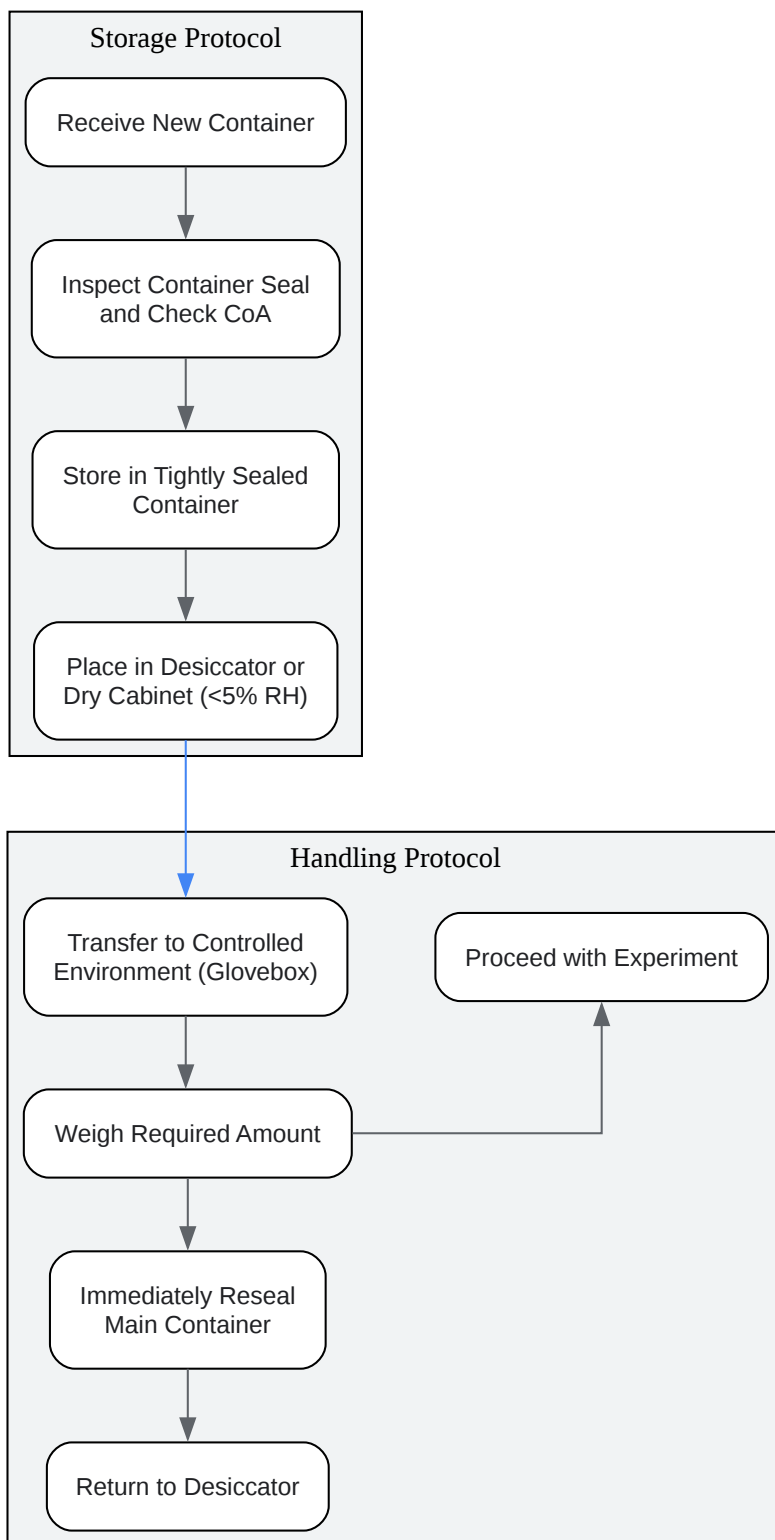 Storage Protocol
Receive New Container
Inspect Container Seal
and Check CoA
Store in Tightly Sealed
Container
Place in Desiccator or
Dry Cabinet (<5% RH)
Handling Protocol
Transfer to Controlled
Environment (Glovebox)
Proceed with Experiment
Weigh Required Amount
Immediately Reseal
Main Container
Return to Desiccator